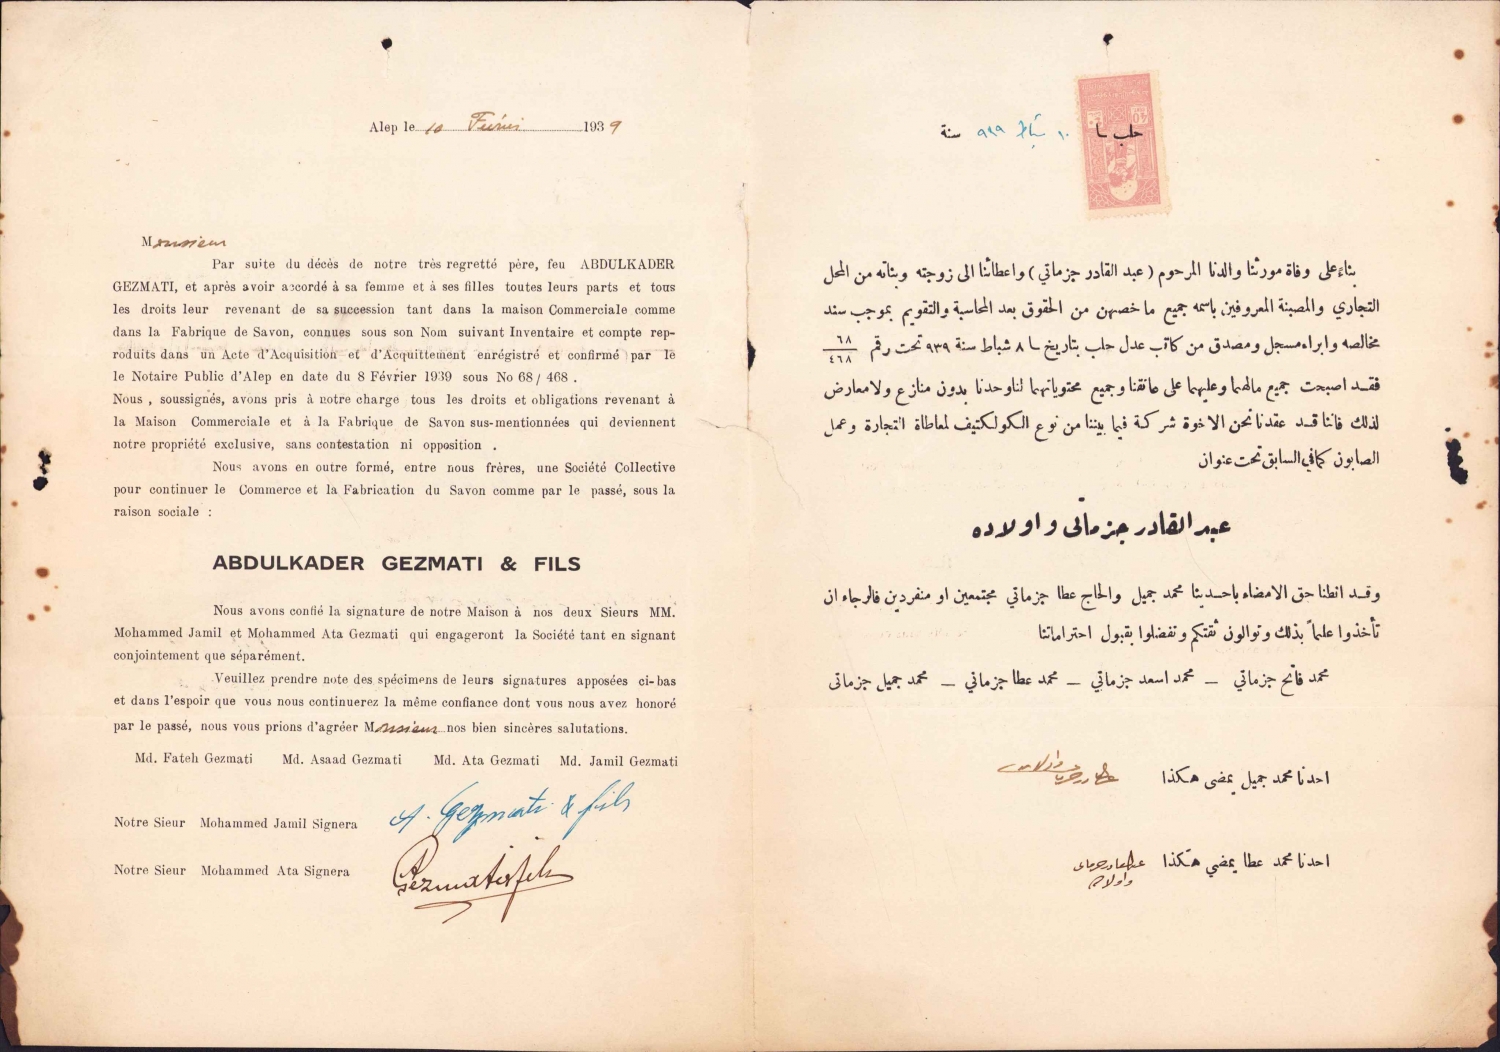 Alep le 10 Février 1939
Monsieur
Par suite du décès de notre très regretté père, feu ABDULKADER
GEZMATI, et après avoir accordé à sa femme et à ses filles toutes leurs parts et tous
les droits leur revenant de sa succession tant dans la maison Commerciale comme
dans la Fabrique de Savon, connues sous son Nom suivant Inventaire et compte rep-
roduits dans un Acte d'Acquisition et d'Acquittement enrégistré et confirmé par le
le Notaire Public d'Alep en date du 8 Février 1939 sous No 68/ 468 .
Nous , soussignés, avons pris à notre charge tous les droits et obligations revenant à
la Maison Commerciale et à la Fabrique de Savon sus-mentionnées qui deviennent
notre propriété exclusive, sans contestation ni opposition .
Nous avons en outre formé, entre nous frères, une Société Collective
pour continuer le Commerce et la Fabrication du Savon comme par le passé, sous la
raison sociale :
ABDULKADER GEZMATI & FILS
Nous avons confié la signature de notre Maison à nos deux Sieurs MM.
Mohammed Jamil et Mohammed Ata Gezmati qui engageront la Société tant en signant
conjointement que séparément.
Veuillez prendre note des spécimens de leurs signatures apposées ci-bas
et dans l'espoir que vous nous continuerez la même confiance dont vous nous avez honoré
par le passé, nous vous prions d'agréer Monsieur nos bien sincères salutations.
Md. Fateh Gezmati Md. Asaad Gezmati Md. Ata Gezmati Md. Jamil Gezmati
Notre Sieur Mohammed Jamil Signera A. Gezmati & fils
Notre Sieur Mohammed Ata Signera A Gezmati & fils
حلب في ١٠ شباط ٩٣٩ سنة
بناء على وفاة مورثنا والدنا المرحوم ( عبد القادر جزماتي ) واعطائنا الى زوجته وبناته من المحل
التجاري والمصبنة المعروفين باسمه جميع ما خصهن من الحقوق بعد المحاسبة والتقويم بموجب سند
مخالصه وابراء مسجل ومصدق من كاتب عدل حلب بتاريخ ٨ شباط سنة ٩٣٩ تحت رقم ٦٨/٤٦٨
فقد اصبحت جميع مالهما وعليهما على عاتقنا وجميع محتوياتهما لنا وحدنا بدون منازع ولا معارض
لذلك فاننا قد عقدنا نحن الاخوة شركة فيما بيننا من نوع الكولكتيف لمعاطاة التجارة وعمل
الصابون كما في السابق تحت عنوان
عبد القادر جزماتي و اولاده
وقد انطنا حق الامضاء باحدينا محمد جميل والحاج عطا جزماتي مجتمعين او منفردين فالرجاء ان
تأخذوا علماً بذلك وتوالون ثقتكم وتفضلوا بقبول احتراماتنا
محمد فاتح جزماتي – محمد اسعد جزماتي – محمد عطا جزماتي – محمد جميل جزماتي
احدنا محمد جميل يمضي هكذا عبد القادر جزماتي واولاده
احدنا محمد عطا يمضي هكذا عبد القادر جزماتي
واولاده